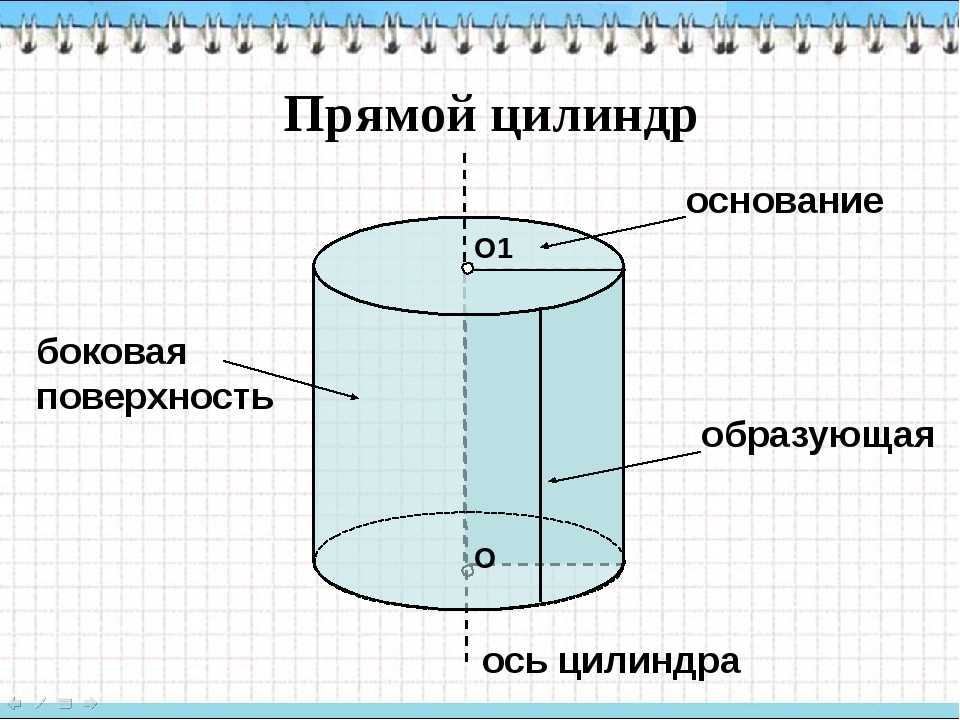 Прямой цилиндр
основание
O1
боковая
поверхность
образующая
O
ось цилиндра